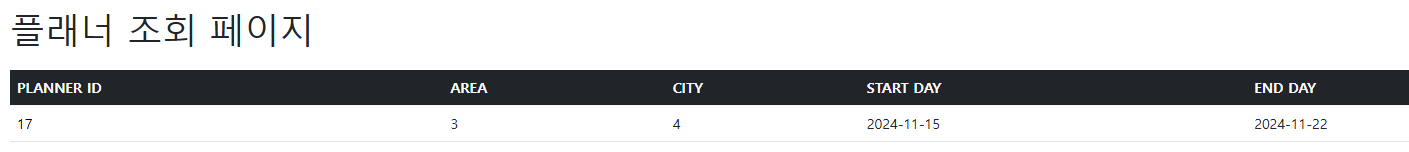 플래너 조회 페이지
PLANNER ID AREA CITY START DAY END DAY
17 3 4 2024-11-15 2024-11-22